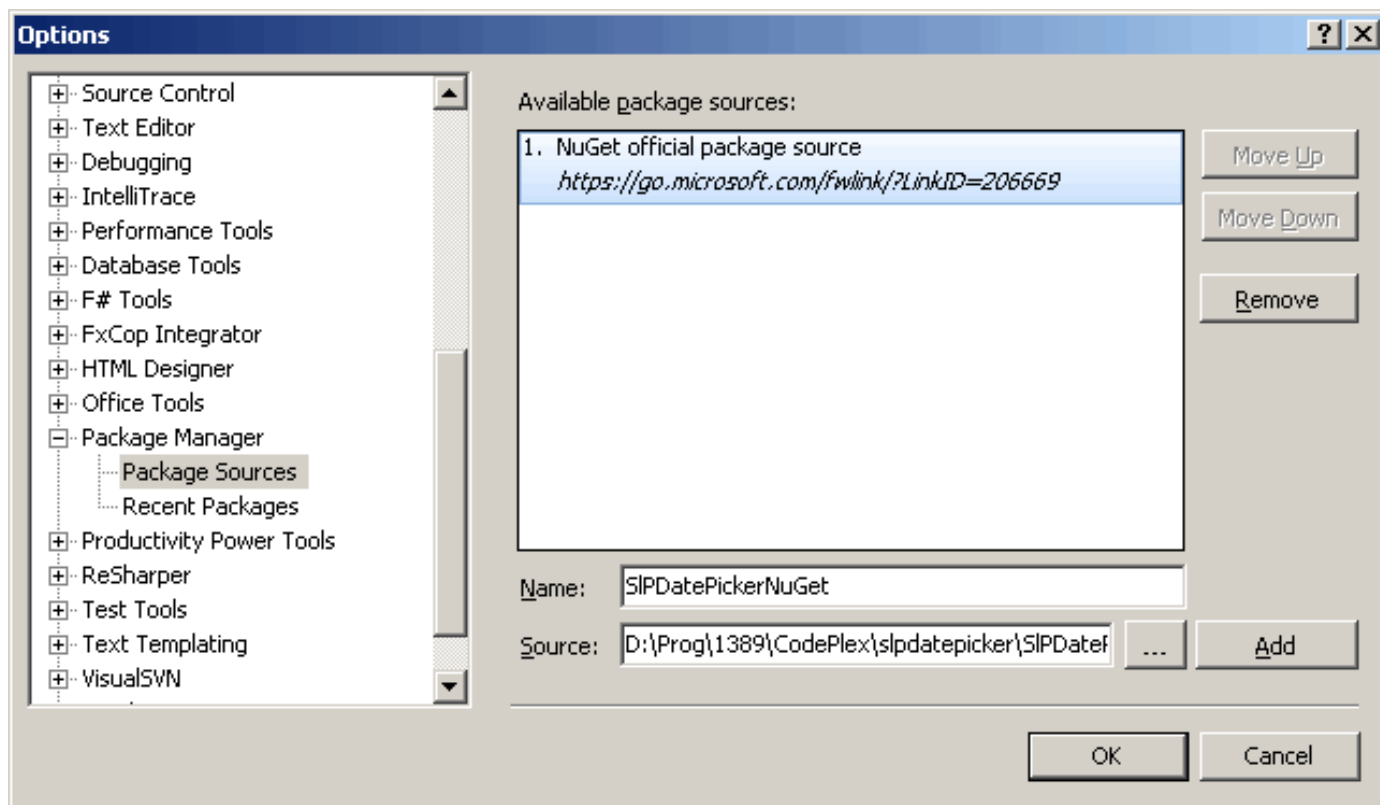 Options
Source Control
Text Editor
Debugging
IntelliTrace
Performance Tools
Database Tools
F# Tools
FxCop Integrator
HTML Designer
Office Tools
Package Manager
Package Sources
Recent Packages
Productivity Power Tools
ReSharper
Test Tools
Text Templating
VisualSVN
Available package sources:
1. NuGet official package source
https://go.microsoft.com/fwlink/?LinkID=206669
Move Up
Move Down
Remove
Name: SlPDatePickerNuGet
Source: D:\Prog\1389\CodePlex\slpdatepicker\SlPDateP ... Add
OK Cancel